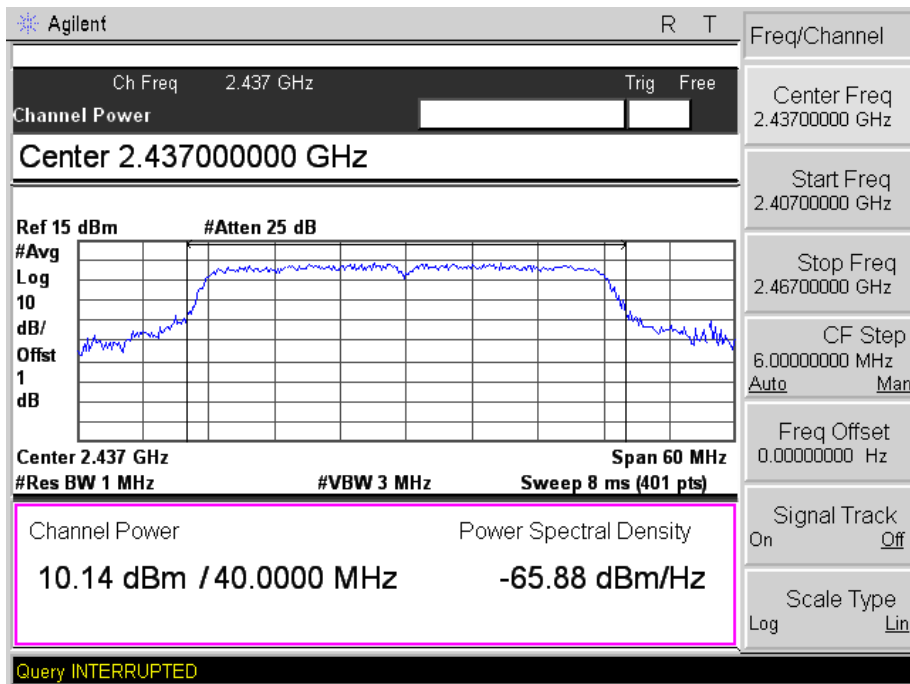 Agilent R T
Freq/Channel
Ch Freq 2.437 GHz Trig Free
Channel Power
Center 2.437000000 GHz
Ref 15 dBm #Atten 25 dB
#Avg
Log
10
dB/
Offst
1
dB
Center 2.437 GHz Span 60 MHz
#Res BW 1 MHz #VBW 3 MHz Sweep 8 ms (401 pts)
Channel Power Power Spectral Density
10.14 dBm / 40.0000 MHz -65.88 dBm/Hz
Center Freq
2.43700000 GHz
Start Freq
2.40700000 GHz
Stop Freq
2.46700000 GHz
CF Step
6.00000000 MHz
Auto Man
Freq Offset
0.00000000 Hz
Signal Track
On Off
Scale Type
Log Lin
Query INTERRUPTED